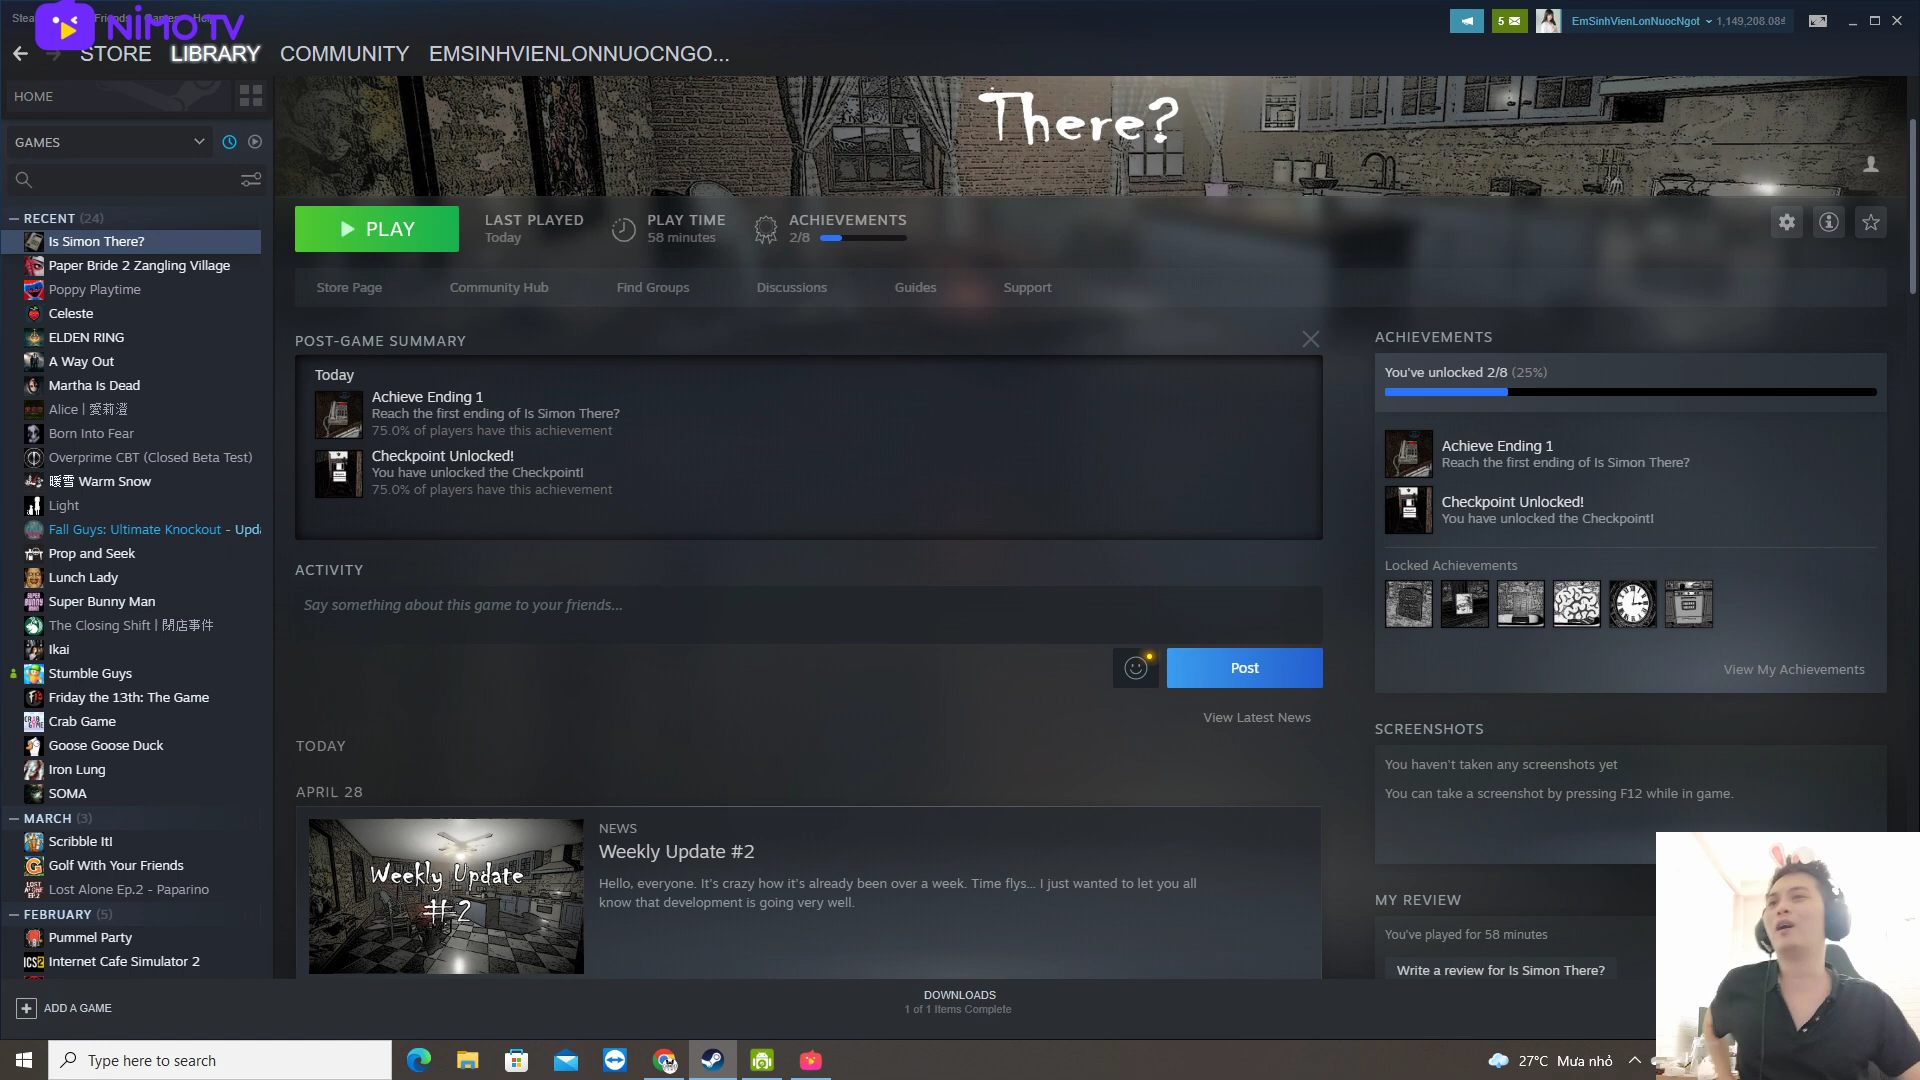 NIMOTV
Friends
STORE LIBRARY COMMUNITY EMSINHVIENLONNUOCNGO...
5
EmSinhVienLonNuocNgot
1,149,208.08₫
HOME
GAMES
RECENT (24)
Is Simon There?
Paper Bride 2 Zangling Village
Poppy Playtime
Celeste
ELDEN RING
A Way Out
Martha Is Dead
Alice | 愛莉澄
Born Into Fear
Overprime CBT (Closed Beta Test)
暖雪 Warm Snow
Light
Fall Guys: Ultimate Knockout - Upda
Prop and Seek
Lunch Lady
Super Bunny Man
The Closing Shift | 閉店事件
Ikai
Stumble Guys
Friday the 13th: The Game
Crab Game
Goose Goose Duck
Iron Lung
SOMA
MARCH (3)
Scribble It!
Golf With Your Friends
Lost Alone Ep.2 - Paparino
FEBRUARY (5)
Pummel Party
Internet Cafe Simulator 2
ADD A GAME
There?
PLAY
LAST PLAYED
Today
PLAY TIME
58 minutes
ACHIEVEMENTS
2/8
Store Page
Community Hub
Find Groups
Discussions
Guides
Support
POST-GAME SUMMARY
Today
Achieve Ending 1
Reach the first ending of Is Simon There?
75.0% of players have this achievement
Checkpoint Unlocked!
You have unlocked the Checkpoint!
75.0% of players have this achievement
ACTIVITY
Say something about this game to your friends...
Post
View Latest News
TODAY
APRIL 28
Weekly Update
#2
NEWS
Weekly Update #2
Hello, everyone. It's crazy how it's already been over a week. Time flys... I just wanted to let you all
know that development is going very well.
ACHIEVEMENTS
You've unlocked 2/8 (25%)
Achieve Ending 1
Reach the first ending of Is Simon There?
Checkpoint Unlocked!
You have unlocked the Checkpoint!
Locked Achievements
View My Achievements
SCREENSHOTS
You haven't taken any screenshots yet
You can take a screenshot by pressing F12 while in game.
MY REVIEW
You've played for 58 minutes
Write a review for Is Simon There?
DOWNLOADS
1 of 1 Items Complete
Type here to search
27°C Mưa nhỏ